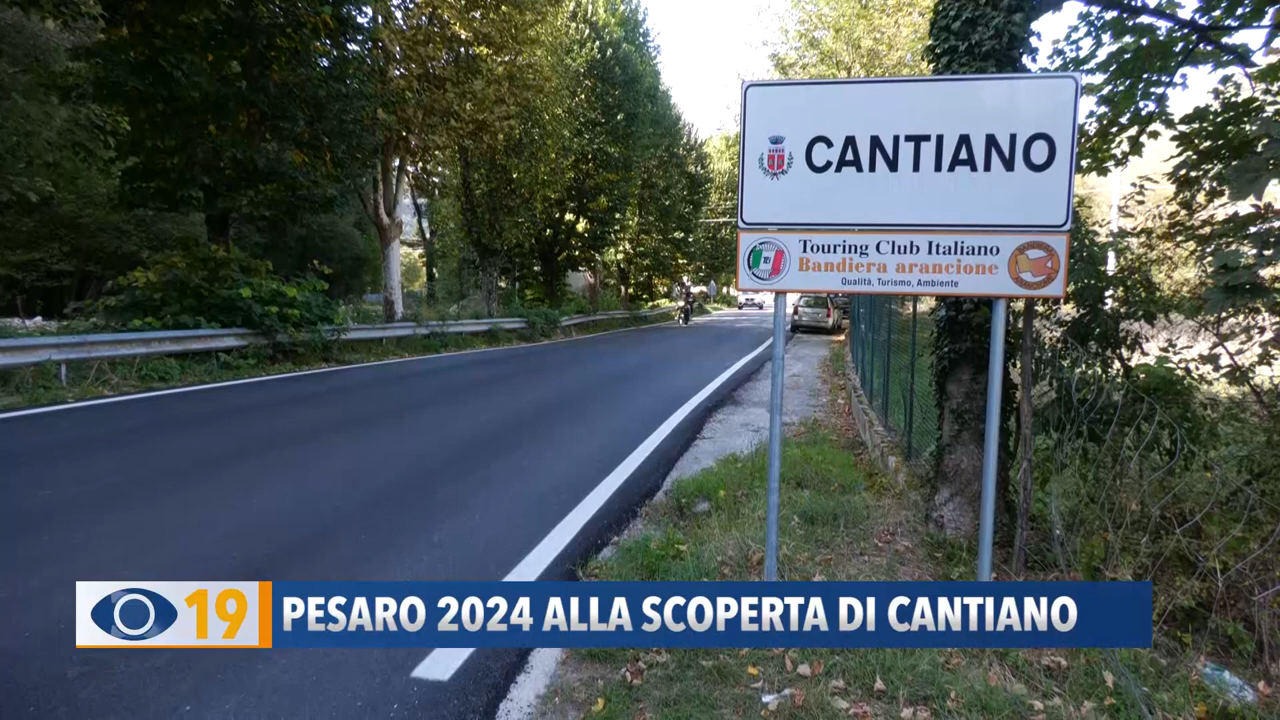 CANTIANO
Touring Club Italiano
Bandiera arancione
Qualità, Turismo, Ambiente
19
PESARO 2024 ALLA SCOPERTA DI CANTIANO